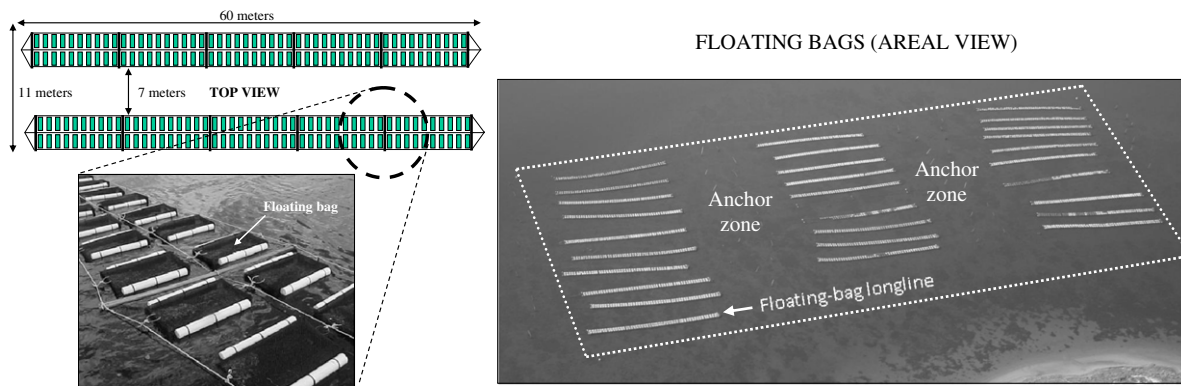 60 meters
11 meters
7 meters
TOP VIEW
Floating bag
FLOATING BAGS (AREAL VIEW)
Anchor
zone
Anchor
zone
Floating-bag longline